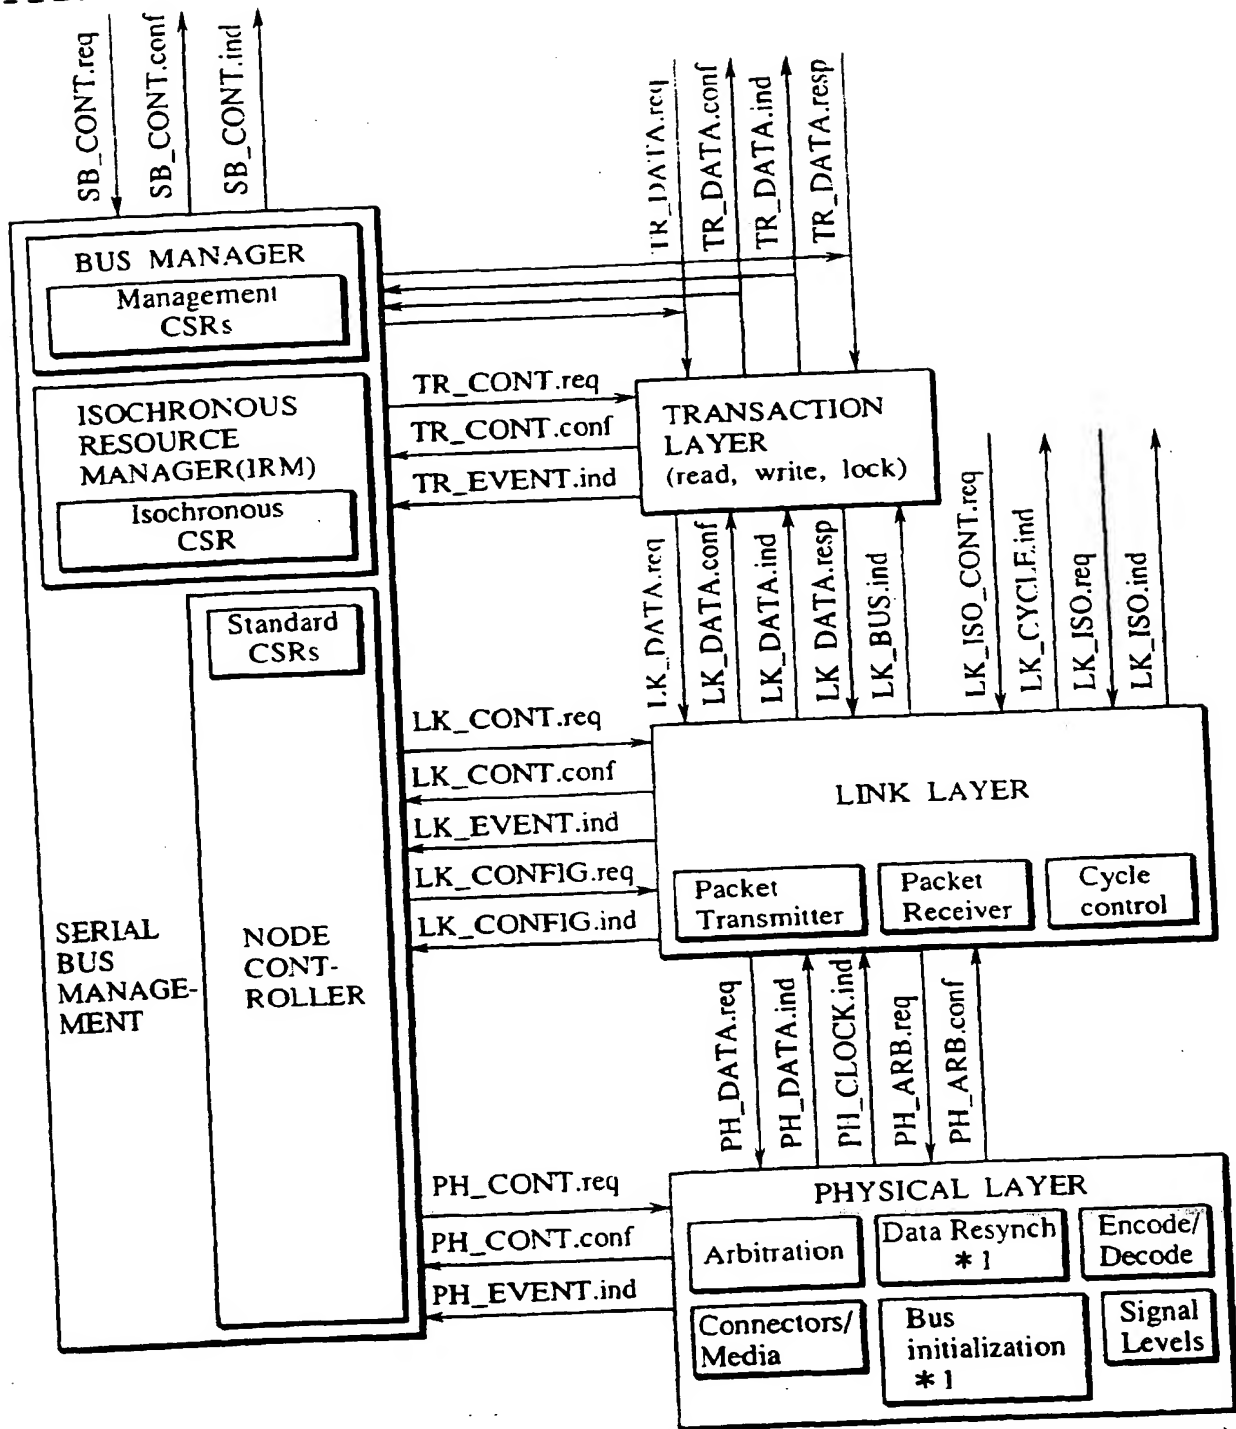 SB_CONT.req
SB_CONT.conf
SB_CONT.ind
TR_DATA.req
TR_DATA.conf
TR_DATA.ind
TR_DATA.resp
BUS MANAGER
Management
CSRs
ISOCHRONOUS
RESOURCE
MANAGER(IRM)
Isochronous
CSR
TR_CONT.req
TR_CONT.conf
TR_EVENT.ind
TRANSACTION
LAYER
(read, write, lock)
LK_DATA.req
LK_DATA.conf
LK_DATA.ind
LK DATA.resp
LK_BUS.ind
LK_ISO_CONT.req
LK_CYCLE.ind
LK_ISO.req
LK_ISO.ind
Standard
CSRs
LK_CONT.req
LK_CONT.conf
LK_EVENT.ind
LK_CONFIG.req
LK_CONFIG.ind
LINK LAYER
Packet
Transmitter
Packet
Receiver
Cycle
control
SERIAL
BUS
MANAGE-
MENT
NODE
CONT-
ROLLER
PH_DATA.req
PH_DATA.ind
PH_CLOCK.ind
PH_ARB.req
PH_ARB.conf
PH_CONT.req
PH_CONT.conf
PH_EVENT.ind
PHYSICAL LAYER
Arbitration
Data Resynch
*1
Encode/
Decode
Connectors/
Media
Bus
initialization
*1
Signal
Levels